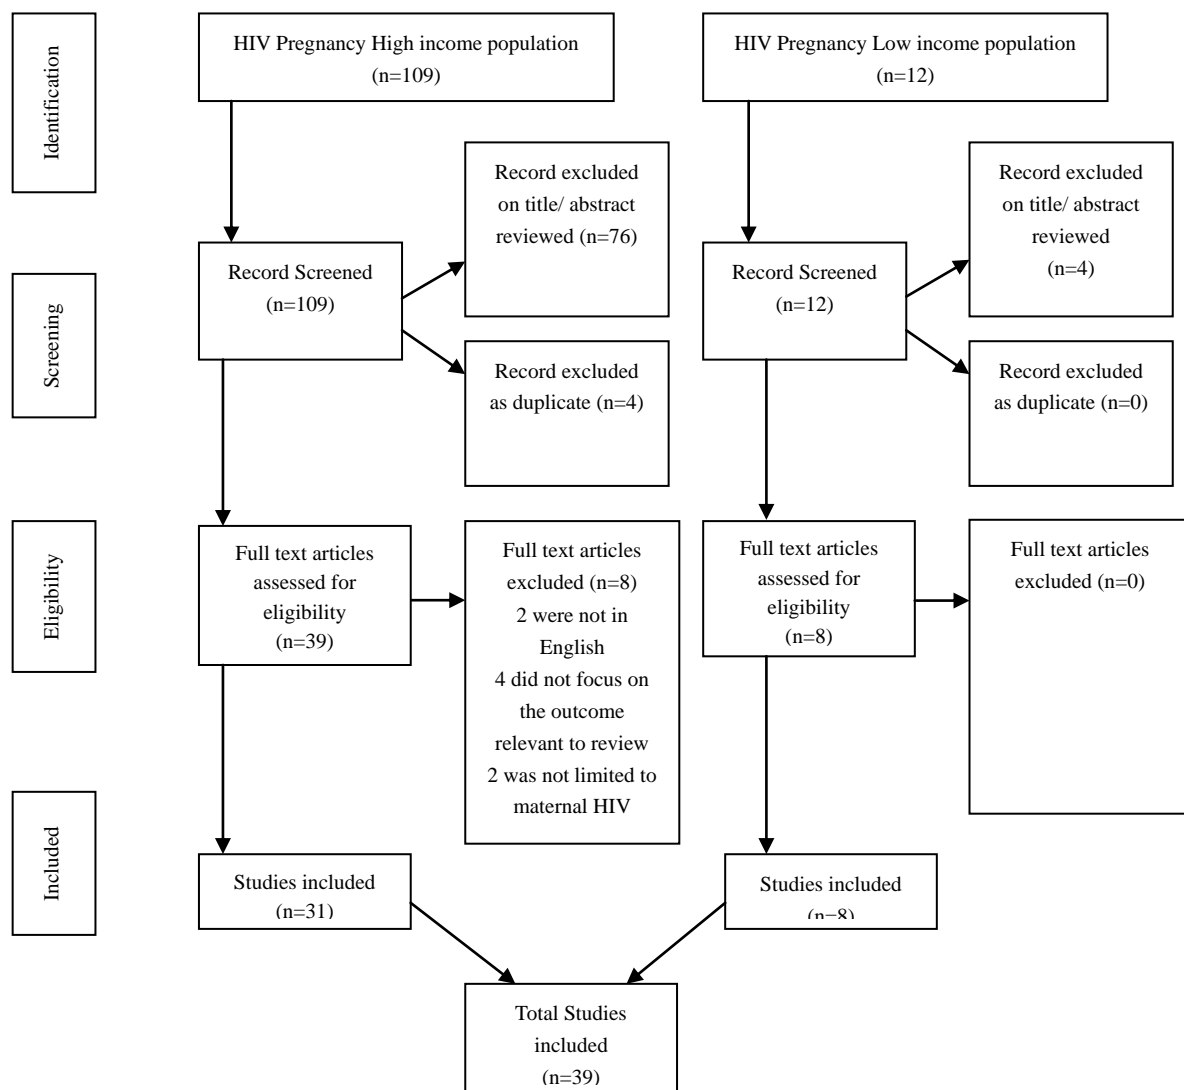 Identification
HIV Pregnancy High income population
(n=109)
HIV Pregnancy Low income population
(n=12)
Record excluded
on title/ abstract
reviewed (n=76)
Record excluded
on title/ abstract
reviewed
(n=4)
Screening
Record Screened
(n=109)
Record Screened
(n=12)
Record excluded
as duplicate (n=4)
Record excluded
as duplicate (n=0)
Eligibility
Full text articles
assessed for
eligibility
(n=39)
Full text articles
excluded (n=8)
2 were not in
English
4 did not focus on
the outcome
relevant to review
2 was not limited to
maternal HIV
Full text articles
assessed for
eligibility
(n=8)
Full text articles
excluded (n=0)
Included
Studies included
(n=31)
Studies included
(n=8)
Total Studies
included
(n=39)